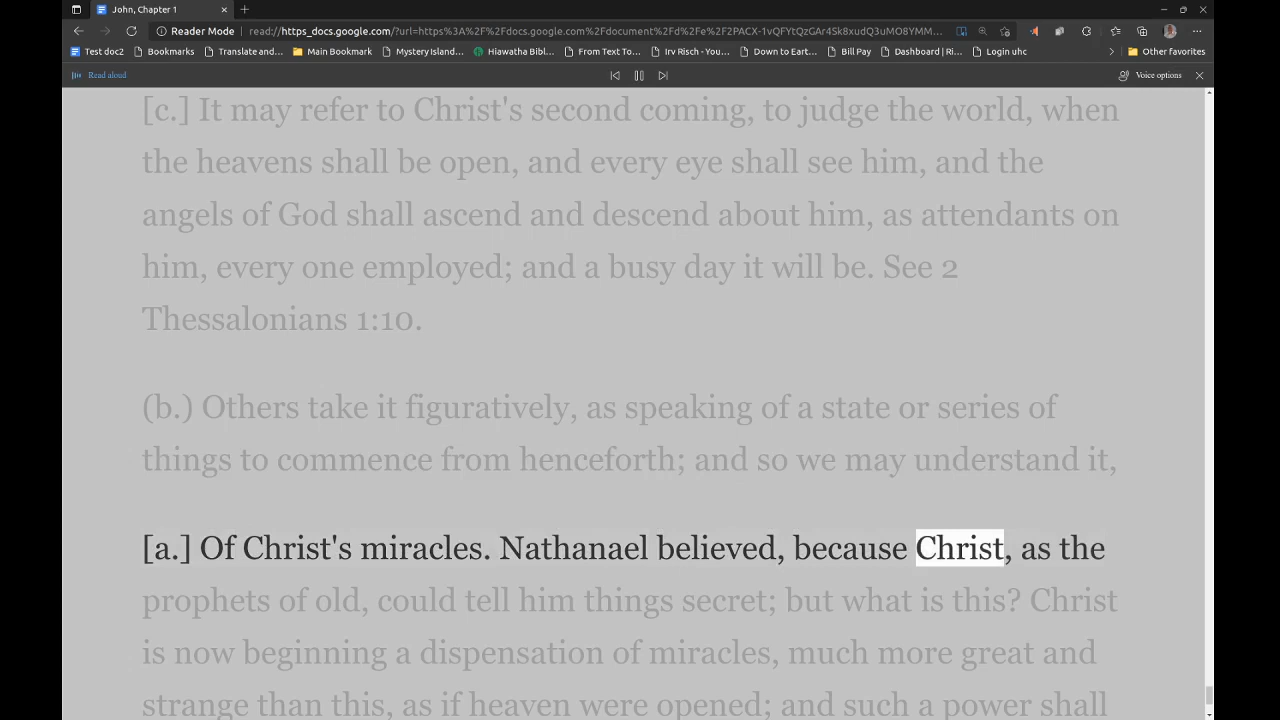 John, Chapter 1
Reader Mode
read://https_docs.google.com/?url=https%3A%2F%2Fdocs.google.com%2Fdocument%2Fd%2Fe%2F2PACX-1vQFYtQzGAr4Sk8xudQ3uMO8YMM...
Test doc2
Bookmarks
Translate and...
Main Bookmark
Mystery Island...
Hiawatha Bibl...
From Text To...
Irv Risch - You...
Down to Eart...
Bill Pay
Dashboard | Ri...
Login uhc
Other favorites
Read aloud
Voice options
[c.] It may refer to Christ's second coming, to judge the world, when
the heavens shall be open, and every eye shall see him, and the
angels of God shall ascend and descend about him, as attendants on
him, every one employed; and a busy day it will be. See 2
Thessalonians 1:10.
(b.) Others take it figuratively, as speaking of a state or series of
things to commence from henceforth; and so we may understand it,
[a.] Of Christ's miracles. Nathanael believed, because Christ, as the
prophets of old, could tell him things secret; but what is this? Christ
is now beginning a dispensation of miracles, much more great and
strange than this, as if heaven were opened; and such a power shall